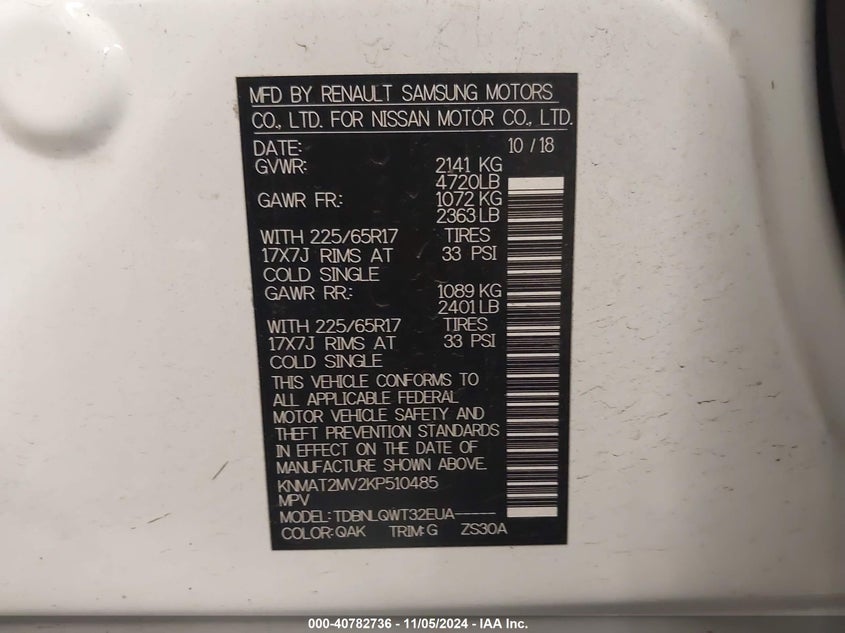 MFD BY RENAULT SAMSUNG MOTORS
CO., LTD. FOR NISSAN MOTOR CO., LTD.
DATE: 10 / 18
GVWR: 2141 KG
4720LB
GAWR FR.: 1072 KG
2363 LB
WITH 225/65R17 TIRES
17X7J RIMS AT 33 PSI
COLD SINGLE
GAWR RR.: 1089 KG
2401 LB
WITH 225/65R17 TIRES
17X7J RIMS AT 33 PSI
COLD SINGLE
THIS VEHICLE CONFORMS TO
ALL APPLICABLE FEDERAL
MOTOR VEHICLE SAFETY AND
THEFT PREVENTION STANDARDS
IN EFFECT ON THE DATE OF
MANUFACTURE SHOWN ABOVE.
KNMAT2MV2KP510485
MPV
MODEL: TDBNLQWT32EUA-----
COLOR: QAK TRIM: G ZS30A
000-40782736 - 11/05/2024 - IAA Inc.